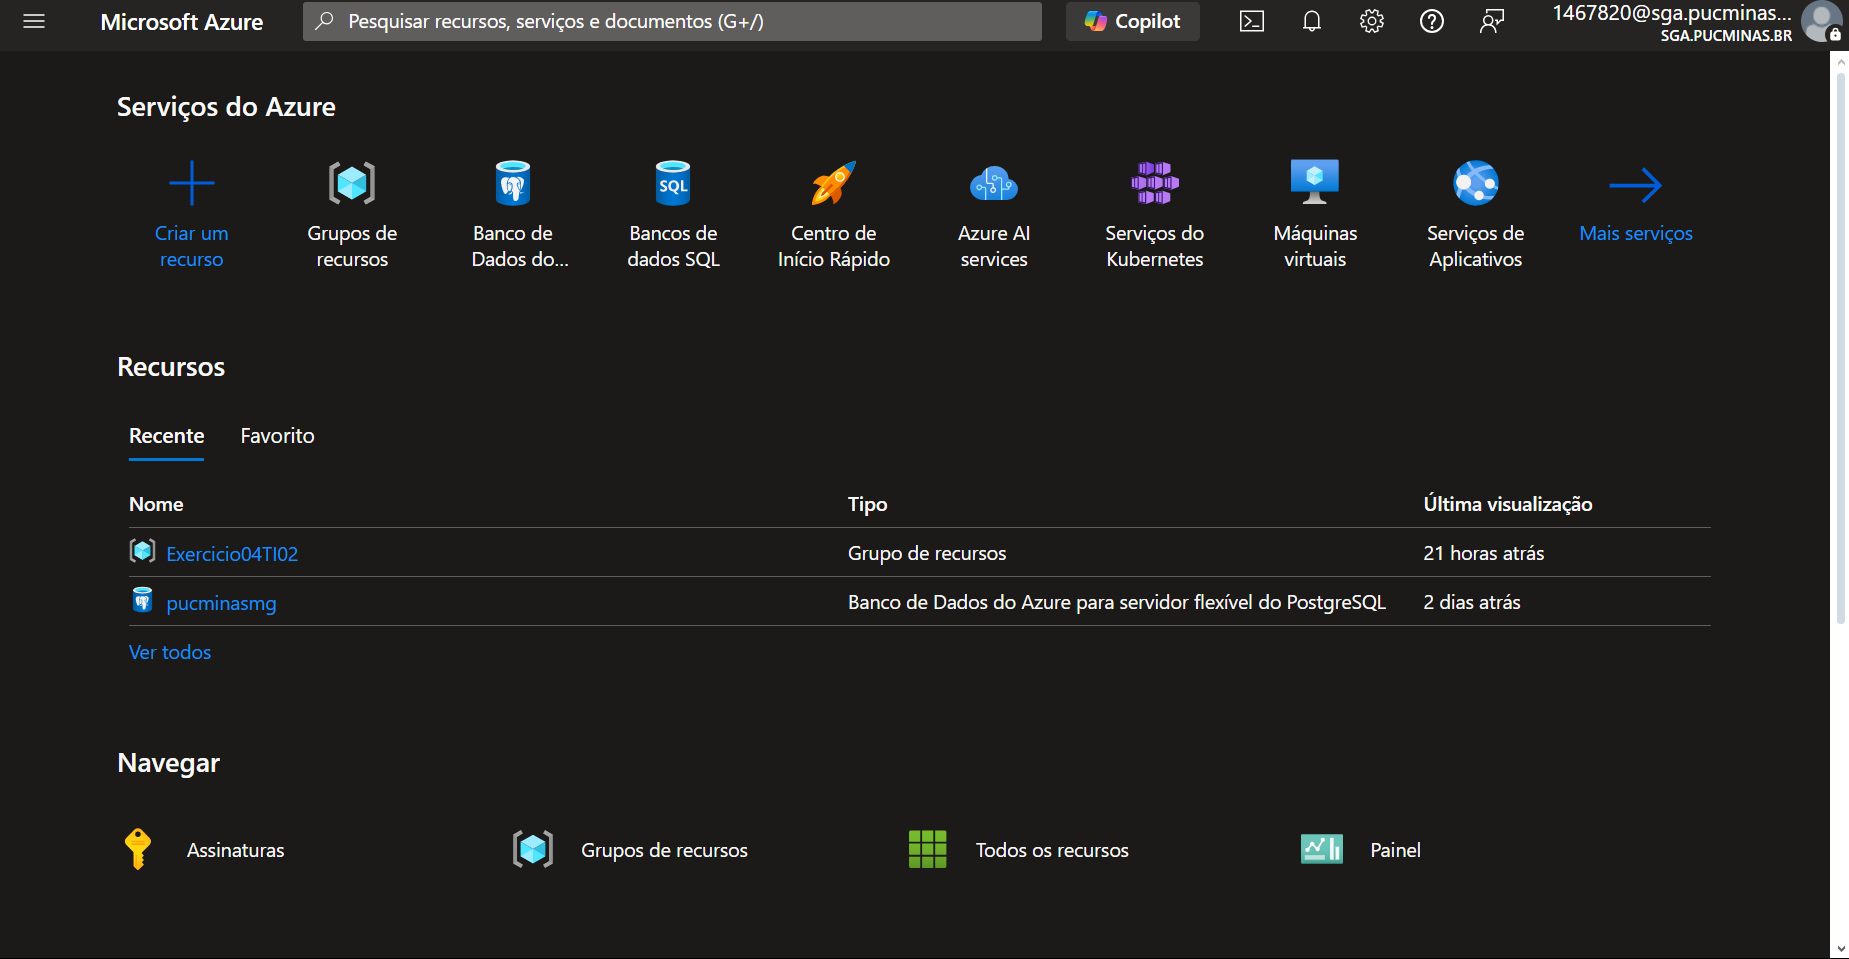 Microsoft Azure
Pesquisar recursos, serviços e documentos (G+/)
Copilot
1467820@sga.pucminas...
SGA.PUCMINAS.BR
Serviços do Azure
Criar um
recurso
Grupos de
recursos
Banco de
Dados do...
SQL
Bancos de
dados SQL
Centro de
Início Rápido
Azure AI
services
Serviços do
Kubernetes
Máquinas
virtuais
Serviços de
Aplicativos
Mais serviços
Recursos
Recente
Favorito
Nome
Tipo
Última visualização
Exercicio04TI02
Grupo de recursos
21 horas atrás
pucminasmg
Banco de Dados do Azure para servidor flexível do PostgreSQL
2 dias atrás
Ver todos
Navegar
Assinaturas
Grupos de recursos
Todos os recursos
Painel